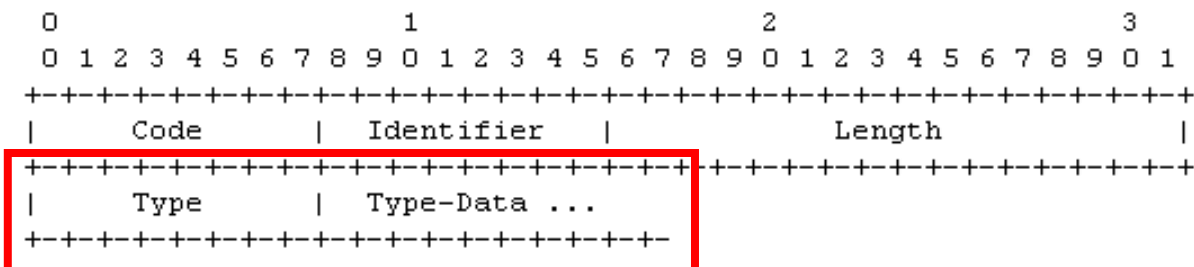 0                   1                   2                   3
 0 1 2 3 4 5 6 7 8 9 0 1 2 3 4 5 6 7 8 9 0 1 2 3 4 5 6 7 8 9 0 1
+-+-+-+-+-+-+-+-+-+-+-+-+-+-+-+-+-+-+-+-+-+-+-+-+-+-+-+-+-+-+-+-+
|     Code      |  Identifier   |            Length             |
+-+-+-+-+-+-+-+-+-+-+-+-+-+-+-+-+-+-+-+-+-+-+-+-+-+-+-+-+-+-+-+-+
|     Type      |  Type-Data ...
+-+-+-+-+-+-+-+-+-+-+-+-+-+-+-+-+-+-